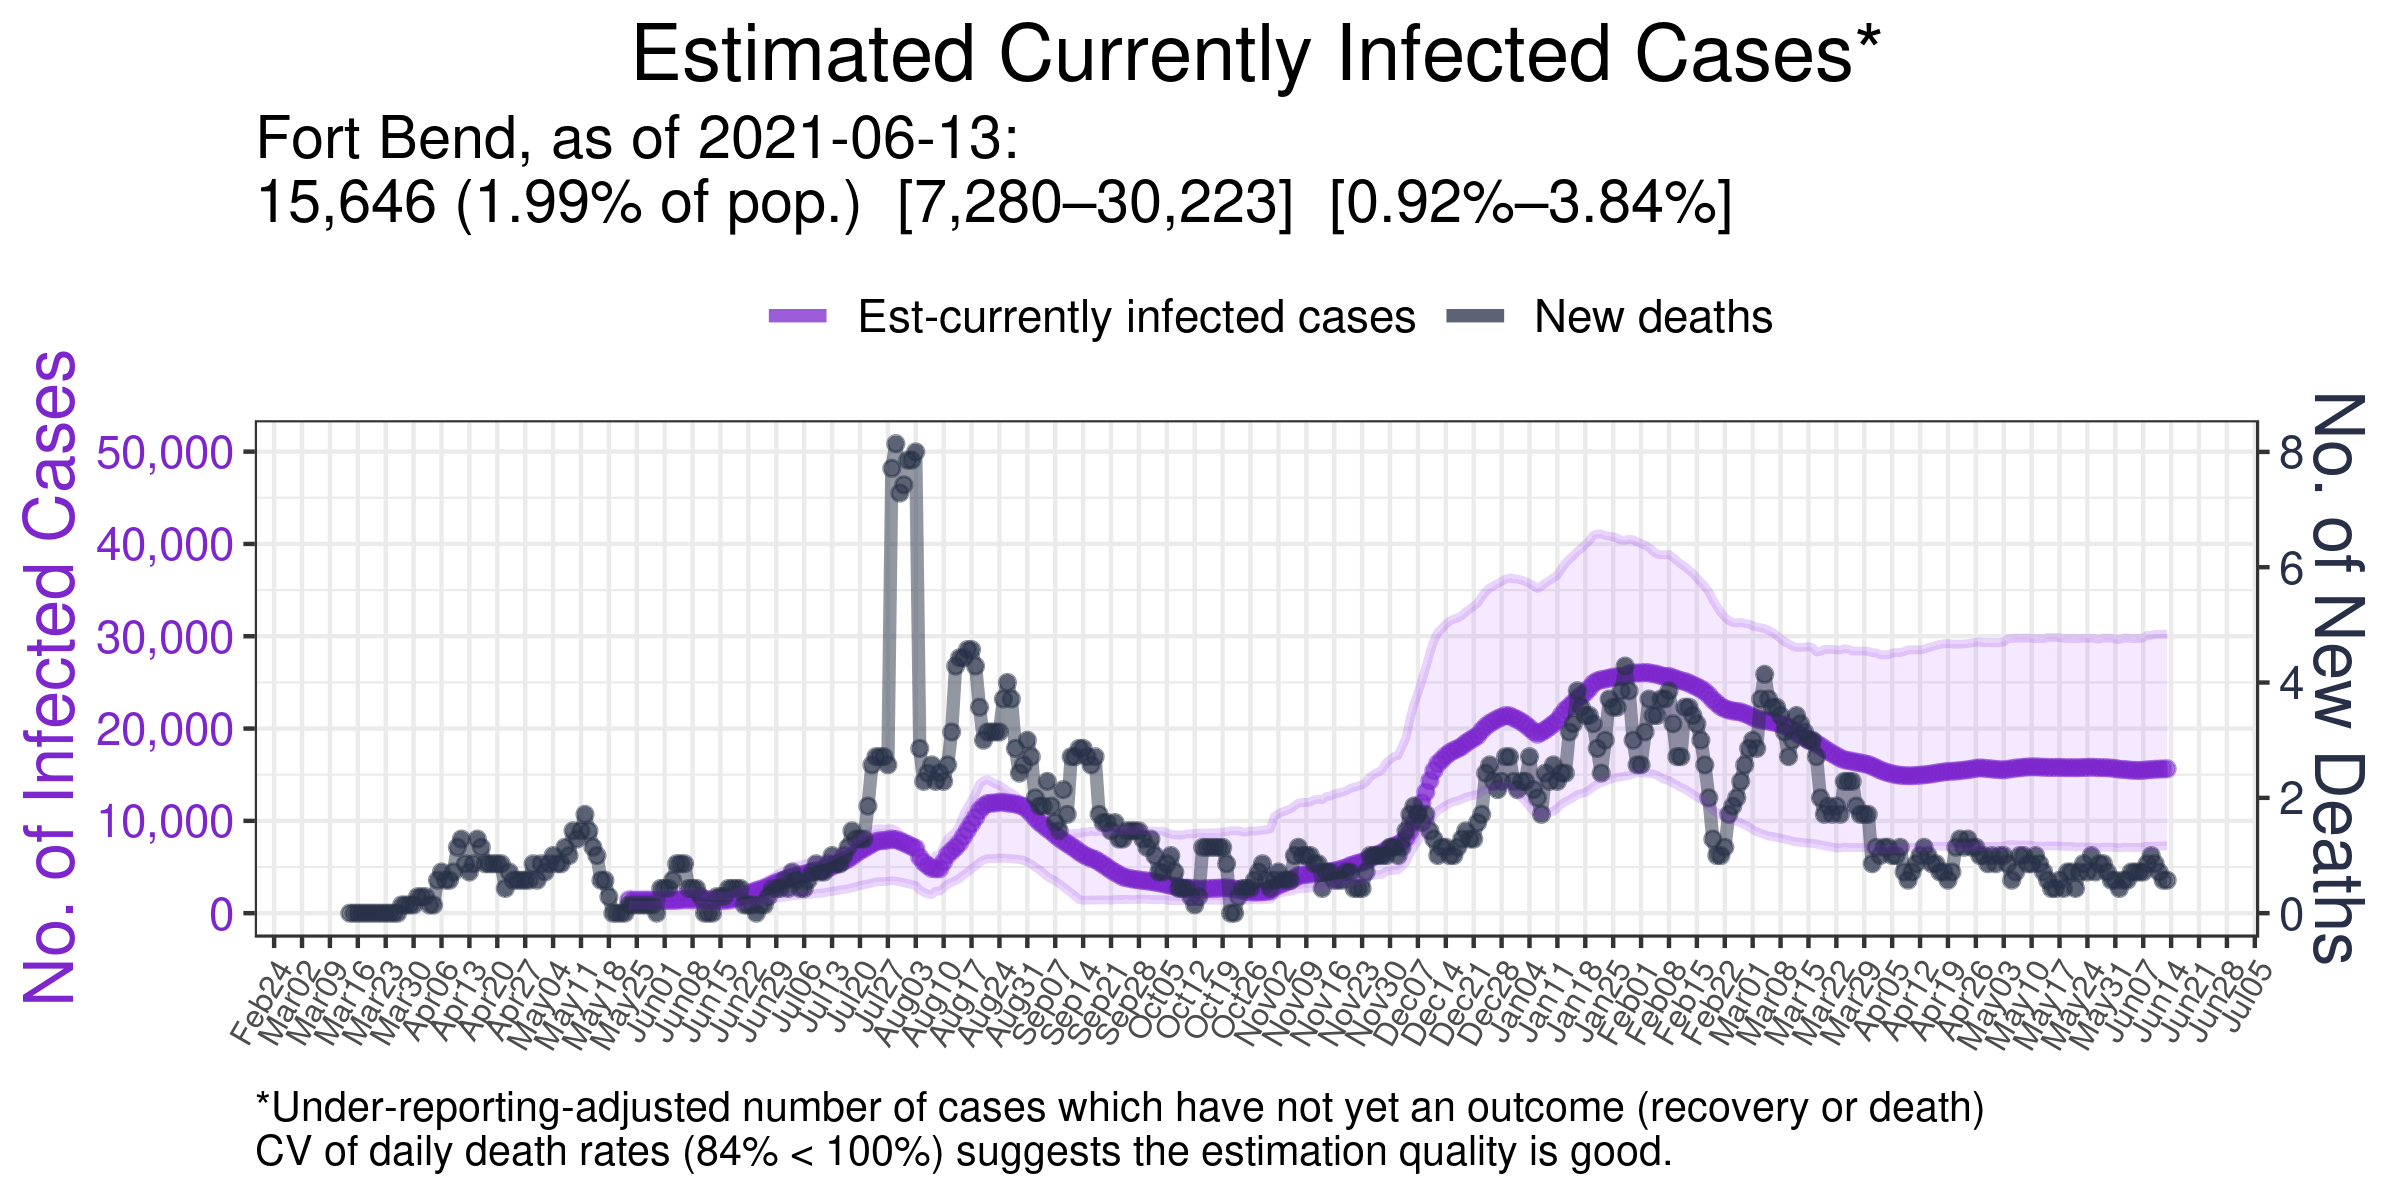 Estimated Currently Infected Cases*
Fort Bend, as of 2021-06-13:
15,646 (1.99% of pop.) [7,280–30,223] [0.92%–3.84%]
Est-currently infected cases New deaths
No. of Infected Cases
50,000
40,000
30,000
20,000
10,000
0
8
6
4
2
0
No. of New Deaths
Feb24 Mar02 Mar09 Mar16 Mar23 Mar30 Apr06 Apr13 Apr20 Apr27 May04 May11 May18 May25 Jun01 Jun08 Jun15 Jun22 Jun29 Jul06 Jul13 Jul20 Jul27 Aug03 Aug10 Aug17 Aug24 Aug31 Sep07 Sep14 Sep21 Sep28 Oct05 Oct12 Oct19 Oct26 Nov02 Nov09 Nov16 Nov23 Nov30 Dec07 Dec14 Dec21 Dec28 Jan04 Jan11 Jan18 Jan25 Feb01 Feb08 Feb15 Feb22 Mar01 Mar08 Mar15 Mar22 Mar29 Apr05 Apr12 Apr19 Apr26 May03 May10 May17 May24 May31 Jun07 Jun14 Jun21 Jun28 Jul05
*Under-reporting-adjusted number of cases which have not yet an outcome (recovery or death)
CV of daily death rates (84% < 100%) suggests the estimation quality is good.